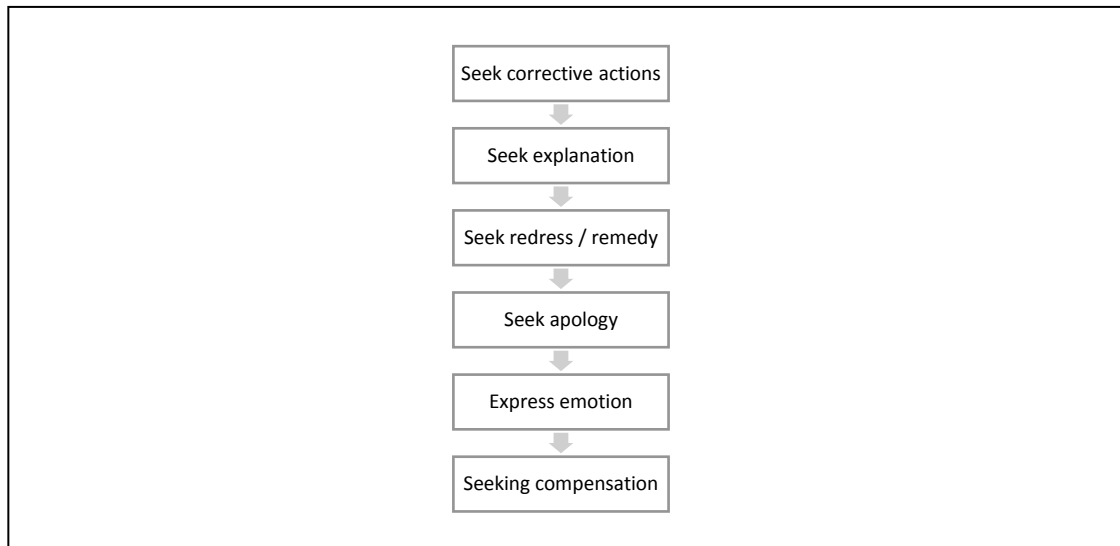 Seek corrective actions
Seek explanation
Seek redress / remedy
Seek apology
Express emotion
Seeking compensation